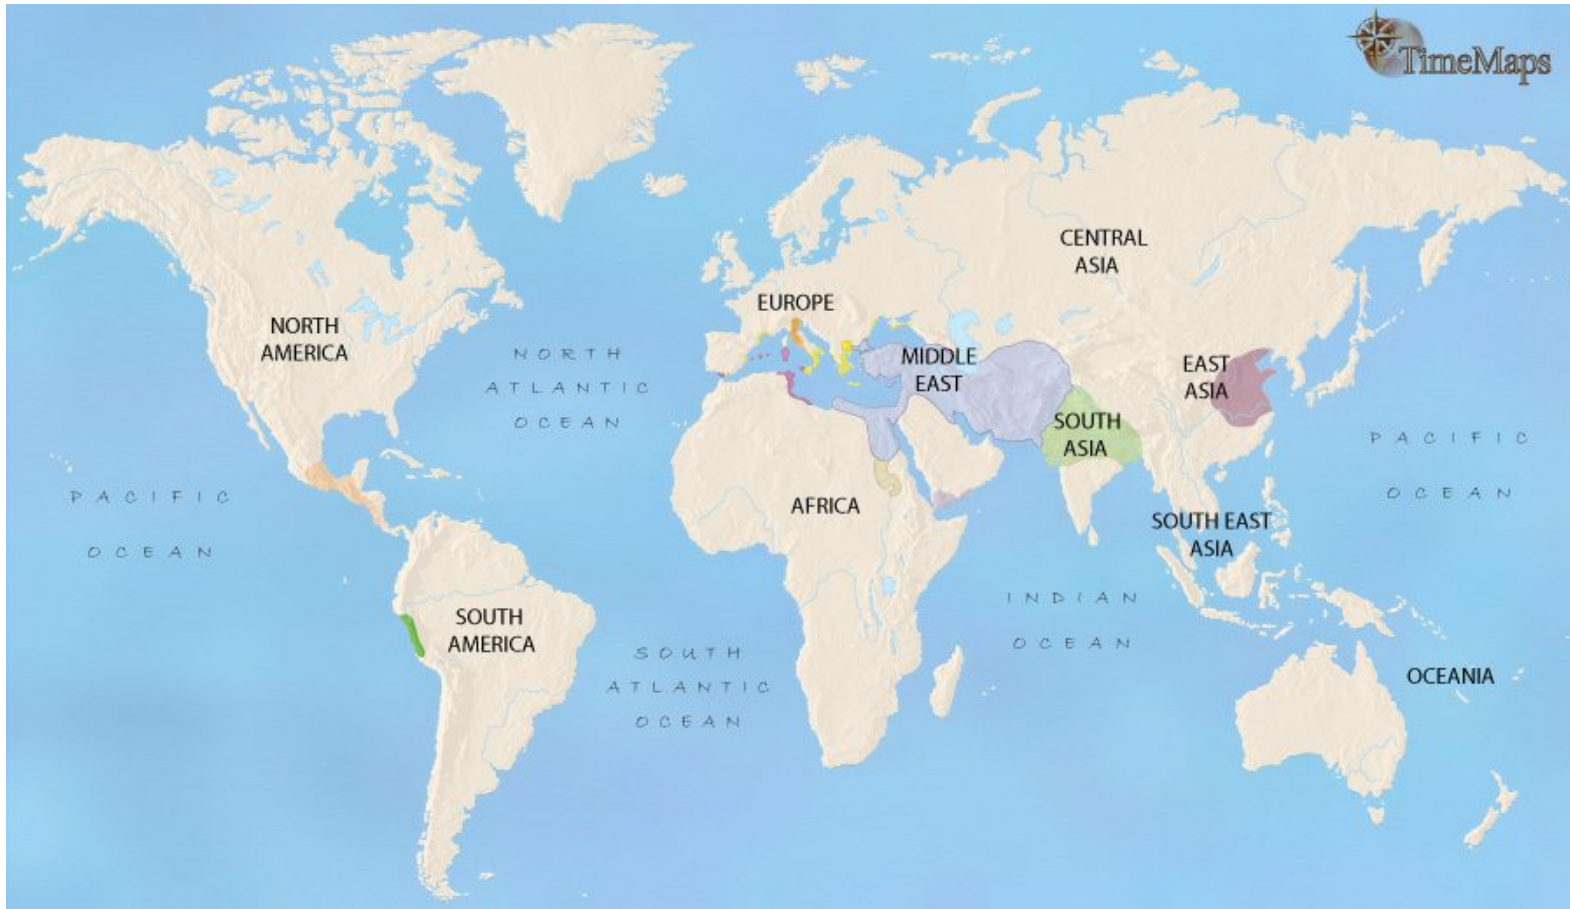 TimeMaps
CENTRAL
ASIA
EUROPE
NORTH
AMERICA
NORTH
ATLANTIC
OCEAN
MIDDLE
EAST
EAST
ASIA
SOUTH
ASIA
PACIFIC
OCEAN
PACIFIC
OCEAN
AFRICA
SOUTH EAST
ASIA
INDIAN
OCEAN
SOUTH
AMERICA
SOUTH
ATLANTIC
OCEAN
OCEANIA